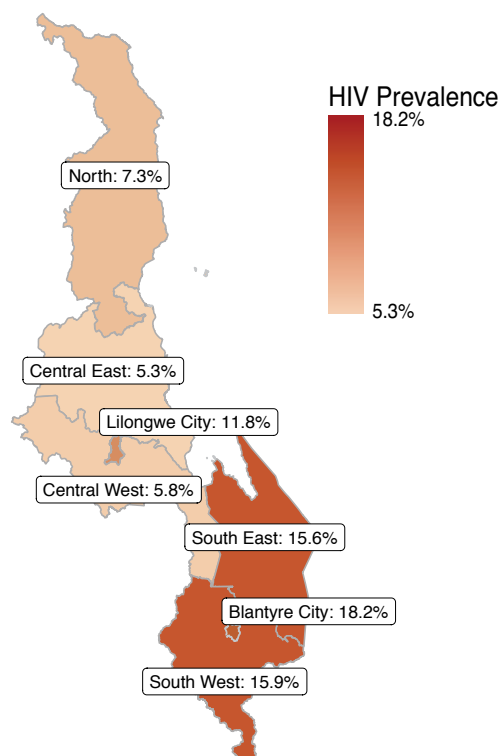 HIV Prevalence
18.2%
5.3%
North: 7.3%
Central East: 5.3%
Lilongwe City: 11.8%
Central West: 5.8%
South East: 15.6%
Blantyre City: 18.2%
South West: 15.9%